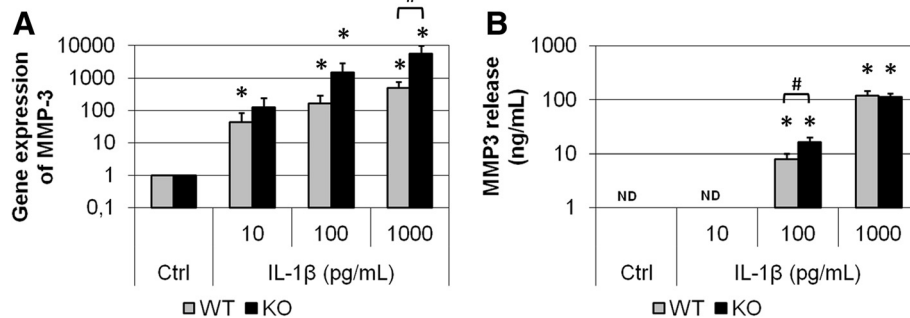 A
Gene expression
of MMP-3
10000
1000
100
10
1
0,1
*
*
*
*
*
#
10
100
1000
Ctrl
IL-1β (pg/mL)
WT
KO
B
MMP3 release
(ng/mL)
1000
100
10
1
ND
ND
#
* *
* *
10
100
1000
Ctrl
IL-1β (pg/mL)
WT
KO